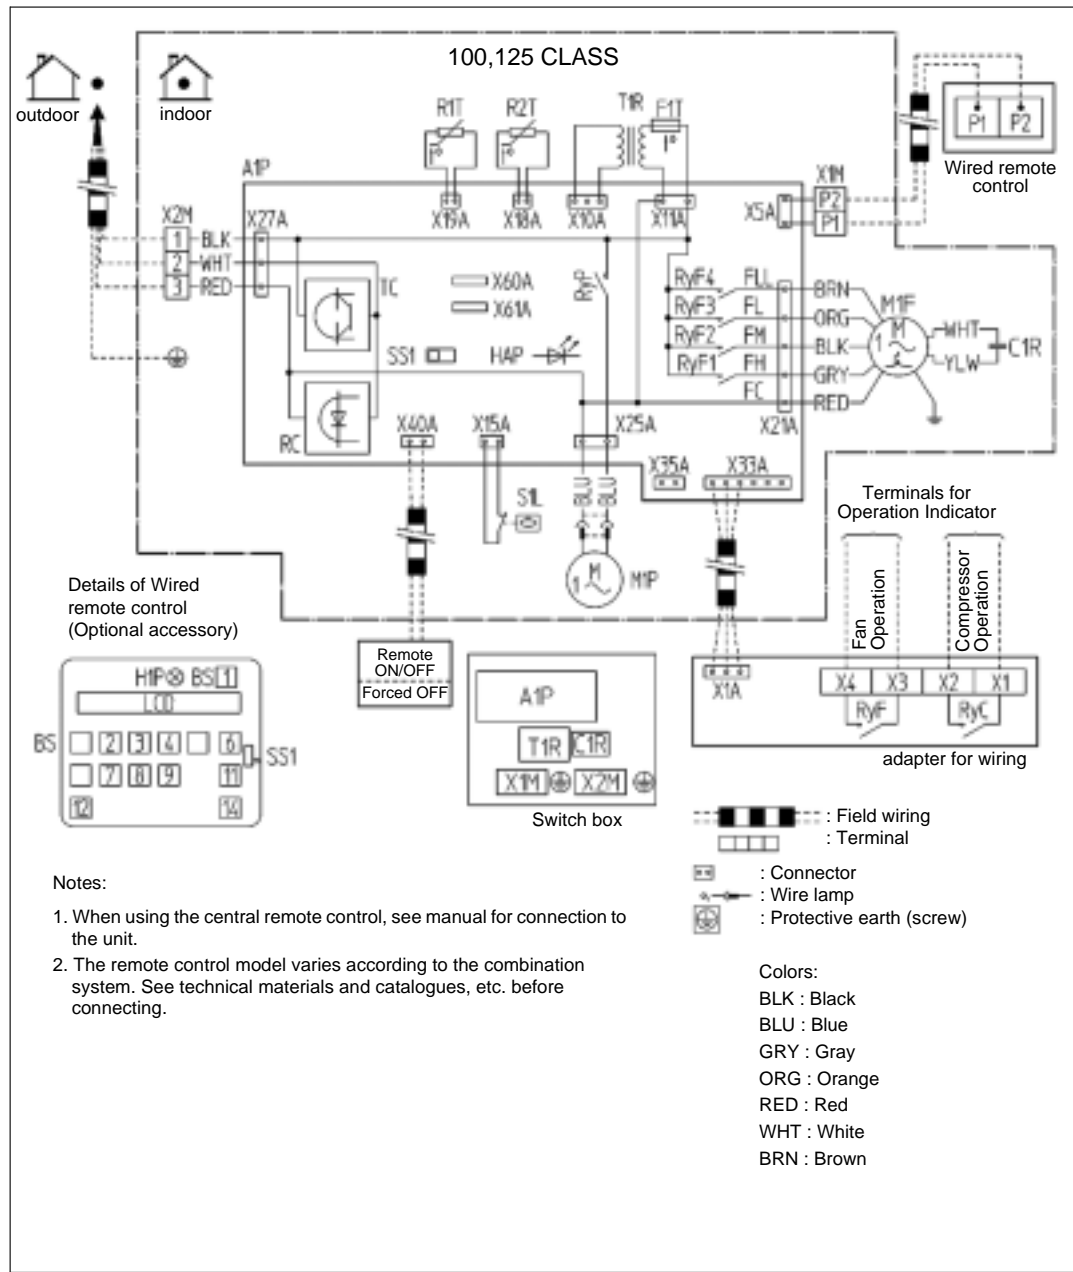 100,125 CLASS
outdoor
indoor
R1T
R2T
T1R
F1T
A1P
X19A
X18A
X10A
X11A
X5A
X1M
P2
P1
P1
P2
Wired remote
control
X2M
X27A
1
BLK
2
WHT
3
RED
TC
X60A
X61A
RyP
RyF4
FLL
BRN
RyF3
FL
ORG
RyF2
FM
BLK
RyF1
FH
GRY
FC
RED
M1F
M
1
WHT
YLW
C1R
SS1
HAP
RC
X40A
X15A
X25A
X21A
X35A
X33A
BLU
BLU
S1L
M
1
M1P
Terminals for
Operation Indicator
Fan
Operation
Compressor
Operation
Details of Wired
remote control
(Optional accessory)
H1P
BS
1
LCD
BS
2
3
4
6
SS1
7
8
9
11
12
14
Remote
ON/OFF
Forced OFF
A1P
T1R
C1R
X1M
X2M
Switch box
X1A
X4
X3
X2
X1
RyF
RyC
adapter for wiring
: Field wiring
: Terminal
: Connector
: Wire lamp
: Protective earth (screw)
Notes:
1. When using the central remote control, see manual for connection to
the unit.
2. The remote control model varies according to the combination
system. See technical materials and catalogues, etc. before
connecting.
Colors:
BLK : Black
BLU : Blue
GRY : Gray
ORG : Orange
RED : Red
WHT : White
BRN : Brown